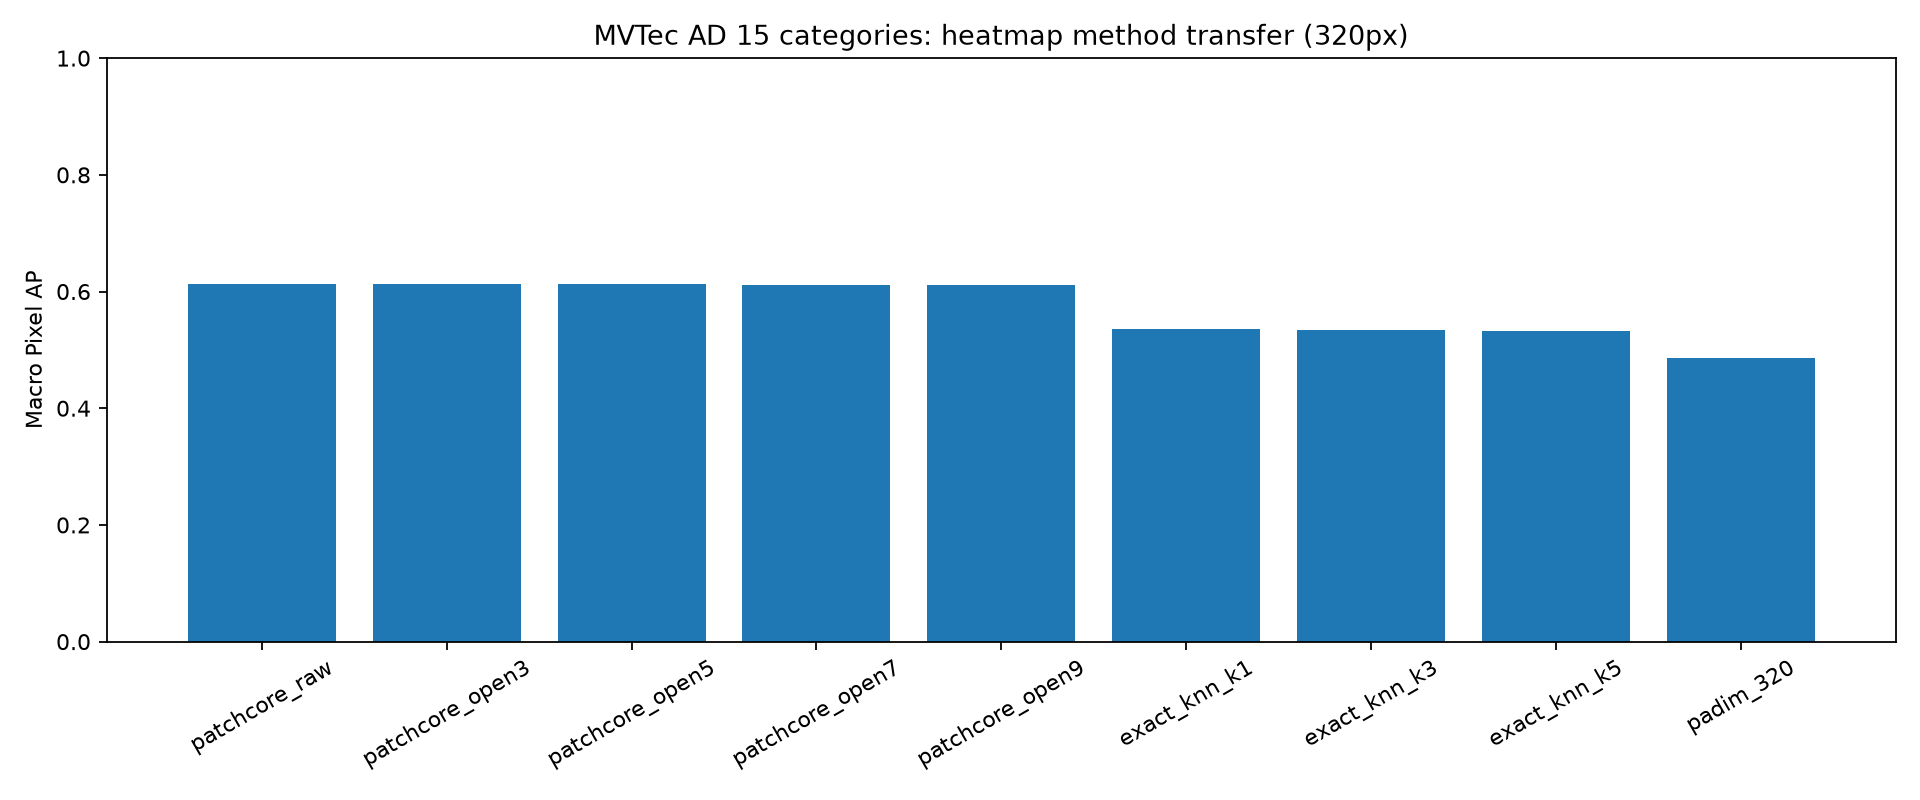 MVTec AD 15 categories: heatmap method transfer (320px)
Macro Pixel AP
1.0
0.8
0.6
0.4
0.2
0.0
patchcore_raw
patchcore_open3
patchcore_open5
patchcore_open7
patchcore_open9
exact_knn_k1
exact_knn_k3
exact_knn_k5
padim_320